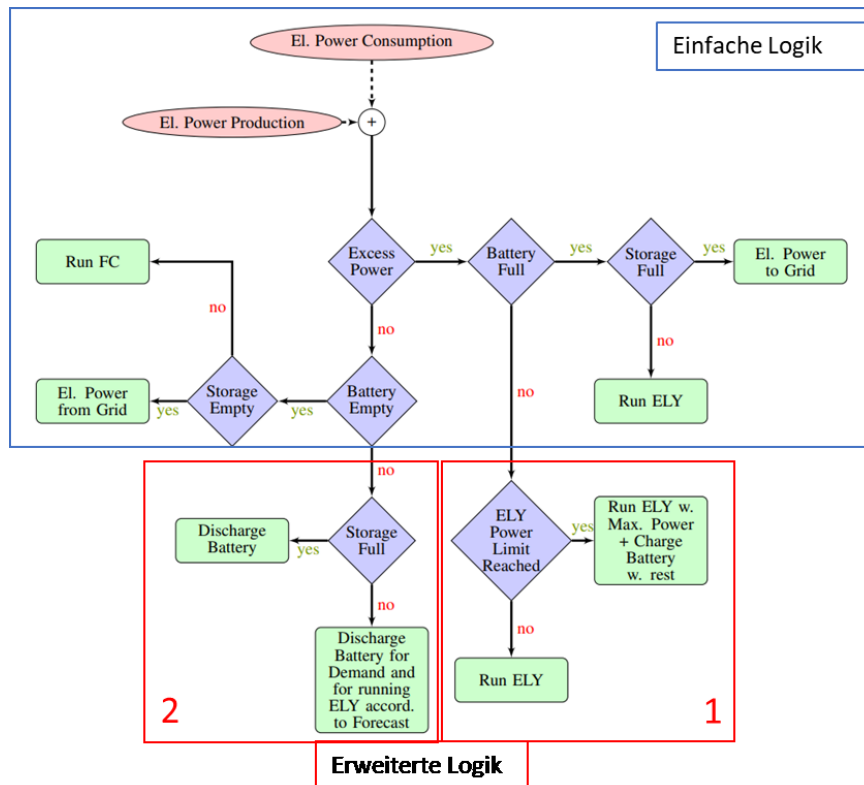 El. Power Consumption
Einfache Logik
El. Power Production
+
Excess
Power
yes
Battery
Full
yes
Storage
Full
yes
El. Power
to Grid
Run FC
no
no
no
no
Run ELY
El. Power
from Grid
yes
Storage
Empty
yes
Battery
Empty
no
Discharge
Battery
yes
Storage
Full
no
Discharge
Battery for
Demand and
for running
ELY accord.
to Forecast
2
ELY
Power
Limit
Reached
yes
Run ELY w.
Max. Power
+ Charge
Battery
w. rest
no
Run ELY
1
Erweiterte Logik